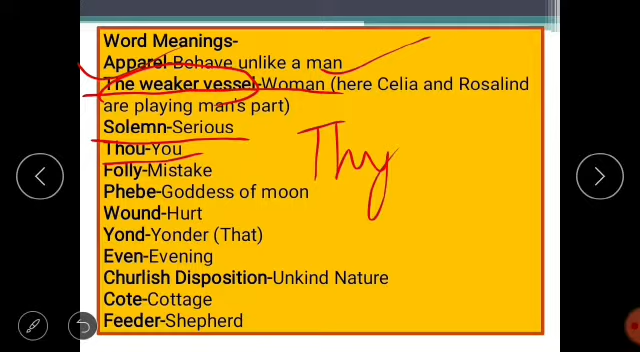 Word Meanings-
Apparel-Behave unlike a man
The weaker vessel-Woman (here Celia and Rosalind
are playing man's part)
Solemn-Serious
Thou-You
Folly-Mistake
Phebe-Goddess of moon
Wound-Hurt
Yond-Yonder (That)
Even-Evening
Churlish Disposition-Unkind Nature
Cote-Cottage
Feeder-Shepherd
Thy